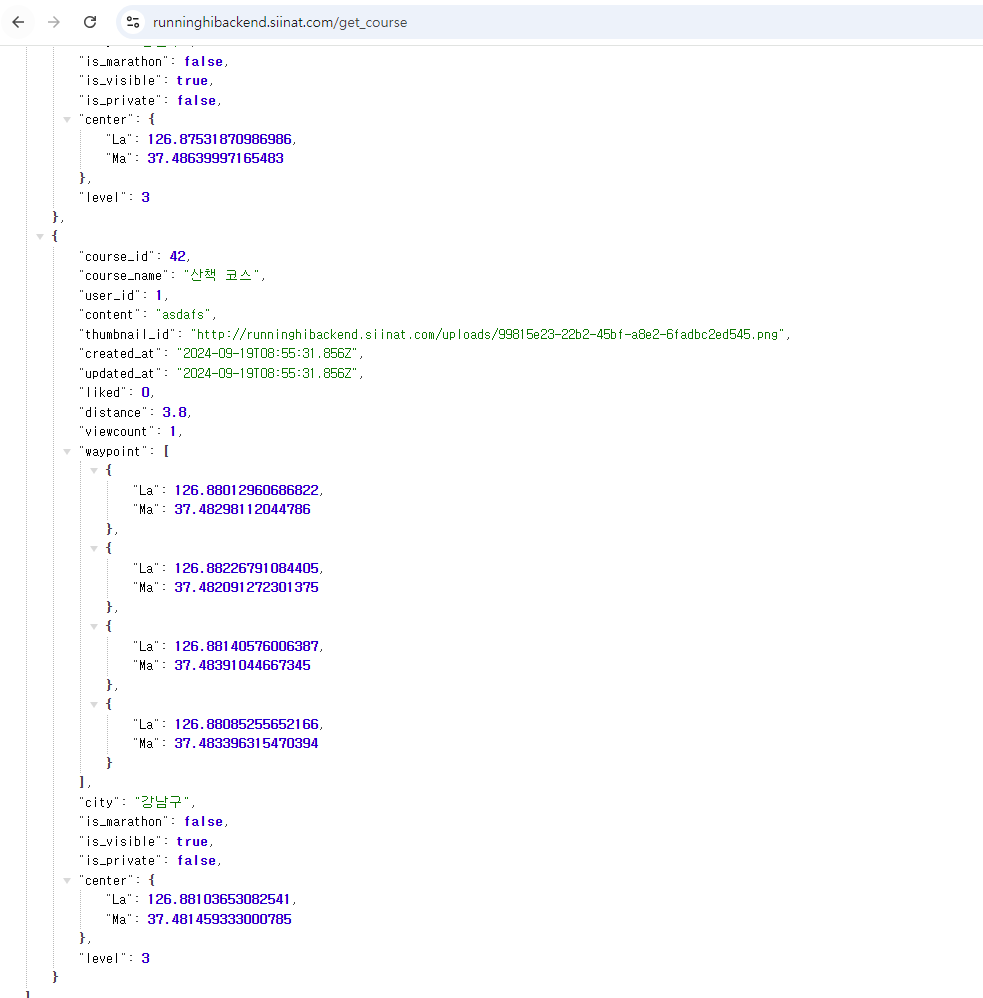 runninghibackend.siinat.com/get_course
"is_marathon": false,
"is_visible": true,
"is_private": false,
"center": {
"La": 126.87531870986986,
"Ma": 37.48639997165483
},
"level": 3
},
{
"course_id": 42,
"course_name": "산책 코스",
"user_id": 1,
"content": "asdafs",
"thumbnail_id": "http://runninghibackend.siinat.com/uploads/99815e23-22b2-45bf-a8e2-6fadbc2ed545.png",
"created_at": "2024-09-19T08:55:31.856Z",
"updated_at": "2024-09-19T08:55:31.856Z",
"liked": 0,
"distance": 3.8,
"viewcount": 1,
"waypoint": [
{
"La": 126.88012960686822,
"Ma": 37.48298112044786
},
{
"La": 126.88226791084405,
"Ma": 37.482091272301375
},
{
"La": 126.88140576006387,
"Ma": 37.48391044667345
},
{
"La": 126.88085255652166,
"Ma": 37.483396315470394
}
],
"city": "강남구",
"is_marathon": false,
"is_visible": true,
"is_private": false,
"center": {
"La": 126.88103653082541,
"Ma": 37.481459333000785
},
"level": 3
}
]